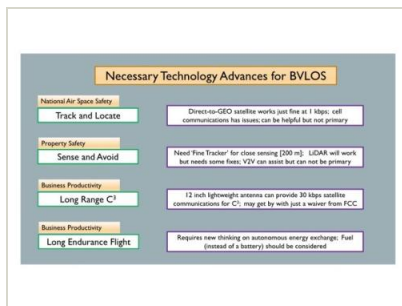 Necessary Technology Advances for BVLOS
National Air Space Safety
Track and Locate
Direct-to-GEO satellite works just fine at 1 kbps; cell
communications has issues; can be helpful but not primary
Property Safety
Sense and Avoid
Need 'Fine Tracker' for close sensing [200 m]; LiDAR will work
but needs some fixes; V2V can assist but can not be primary
Business Productivity
Long Range C³
12 inch lightweight antenna can provide 30 kbps satellite
communications for C³; may get by with just a waiver from FCC
Business Productivity
Long Endurance Flight
Requires new thinking on autonomous energy exchange; Fuel
(instead of a battery) should be considered